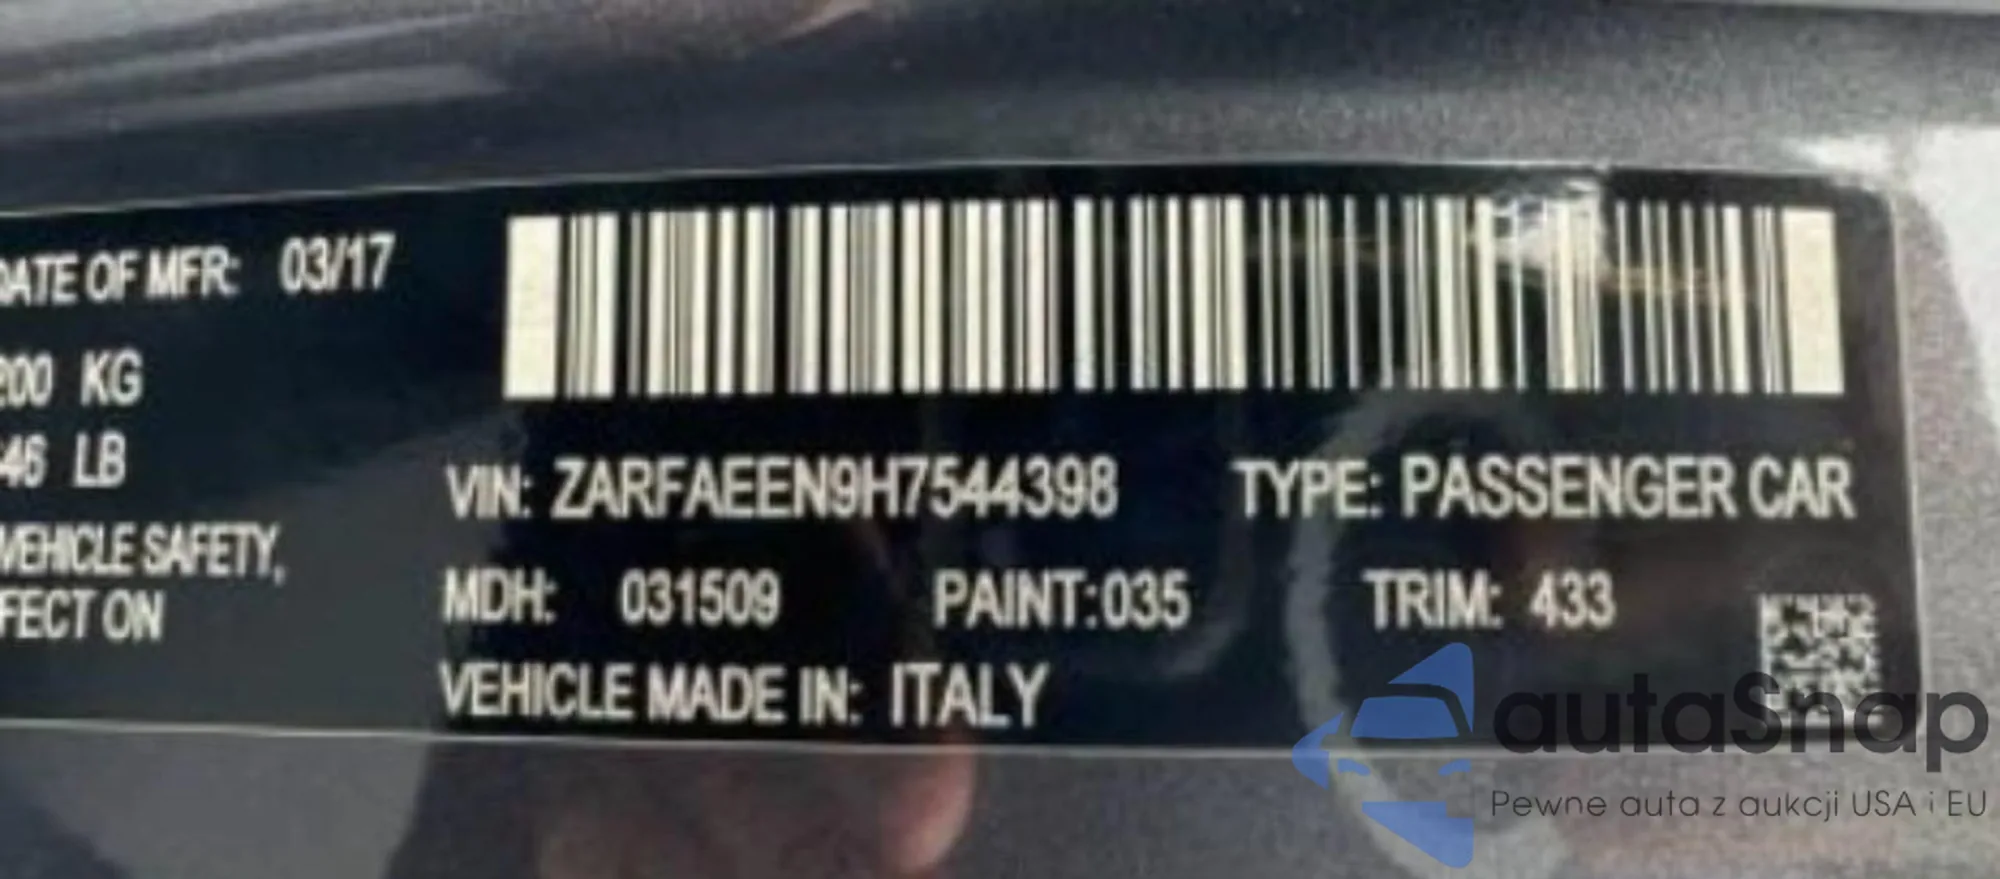 DATE OF MFR: 03/17
200 KG
46 LB
VEHICLE SAFETY,
FECT ON
VIN: ZARFAEEN9H7544398 TYPE: PASSENGER CAR
MDH: 031509 PAINT:035 TRIM: 433
VEHICLE MADE IN: ITALY
autaSnap
Pewne auta z aukcji USA i EU